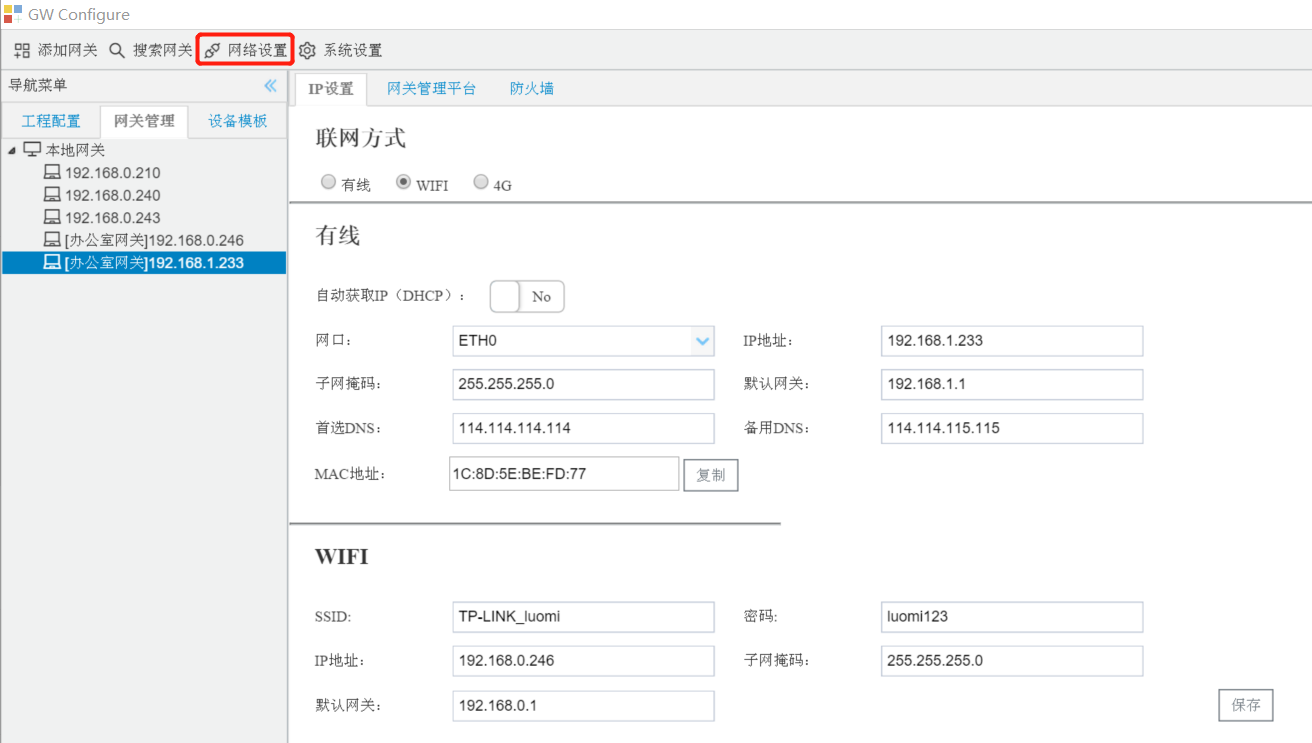 GW Configure
添加网关 搜索网关 网络设置 系统设置
导航菜单
工程配置 网关管理 设备模板
本地网关
192.168.0.210
192.168.0.240
192.168.0.243
[办公室网关]192.168.0.246
[办公室网关]192.168.1.233
IP设置 网关管理平台 防火墙
联网方式
有线 WIFI 4G
有线
自动获取IP（DHCP）： No
网口： ETH0 IP地址： 192.168.1.233
子网掩码： 255.255.255.0 默认网关： 192.168.1.1
首选DNS： 114.114.114.114 备用DNS： 114.114.115.115
MAC地址： 1C:8D:5E:BE:FD:77 复制
WIFI
SSID: TP-LINK_luomi 密码: luomi123
IP地址： 192.168.0.246 子网掩码： 255.255.255.0
默认网关： 192.168.0.1 保存